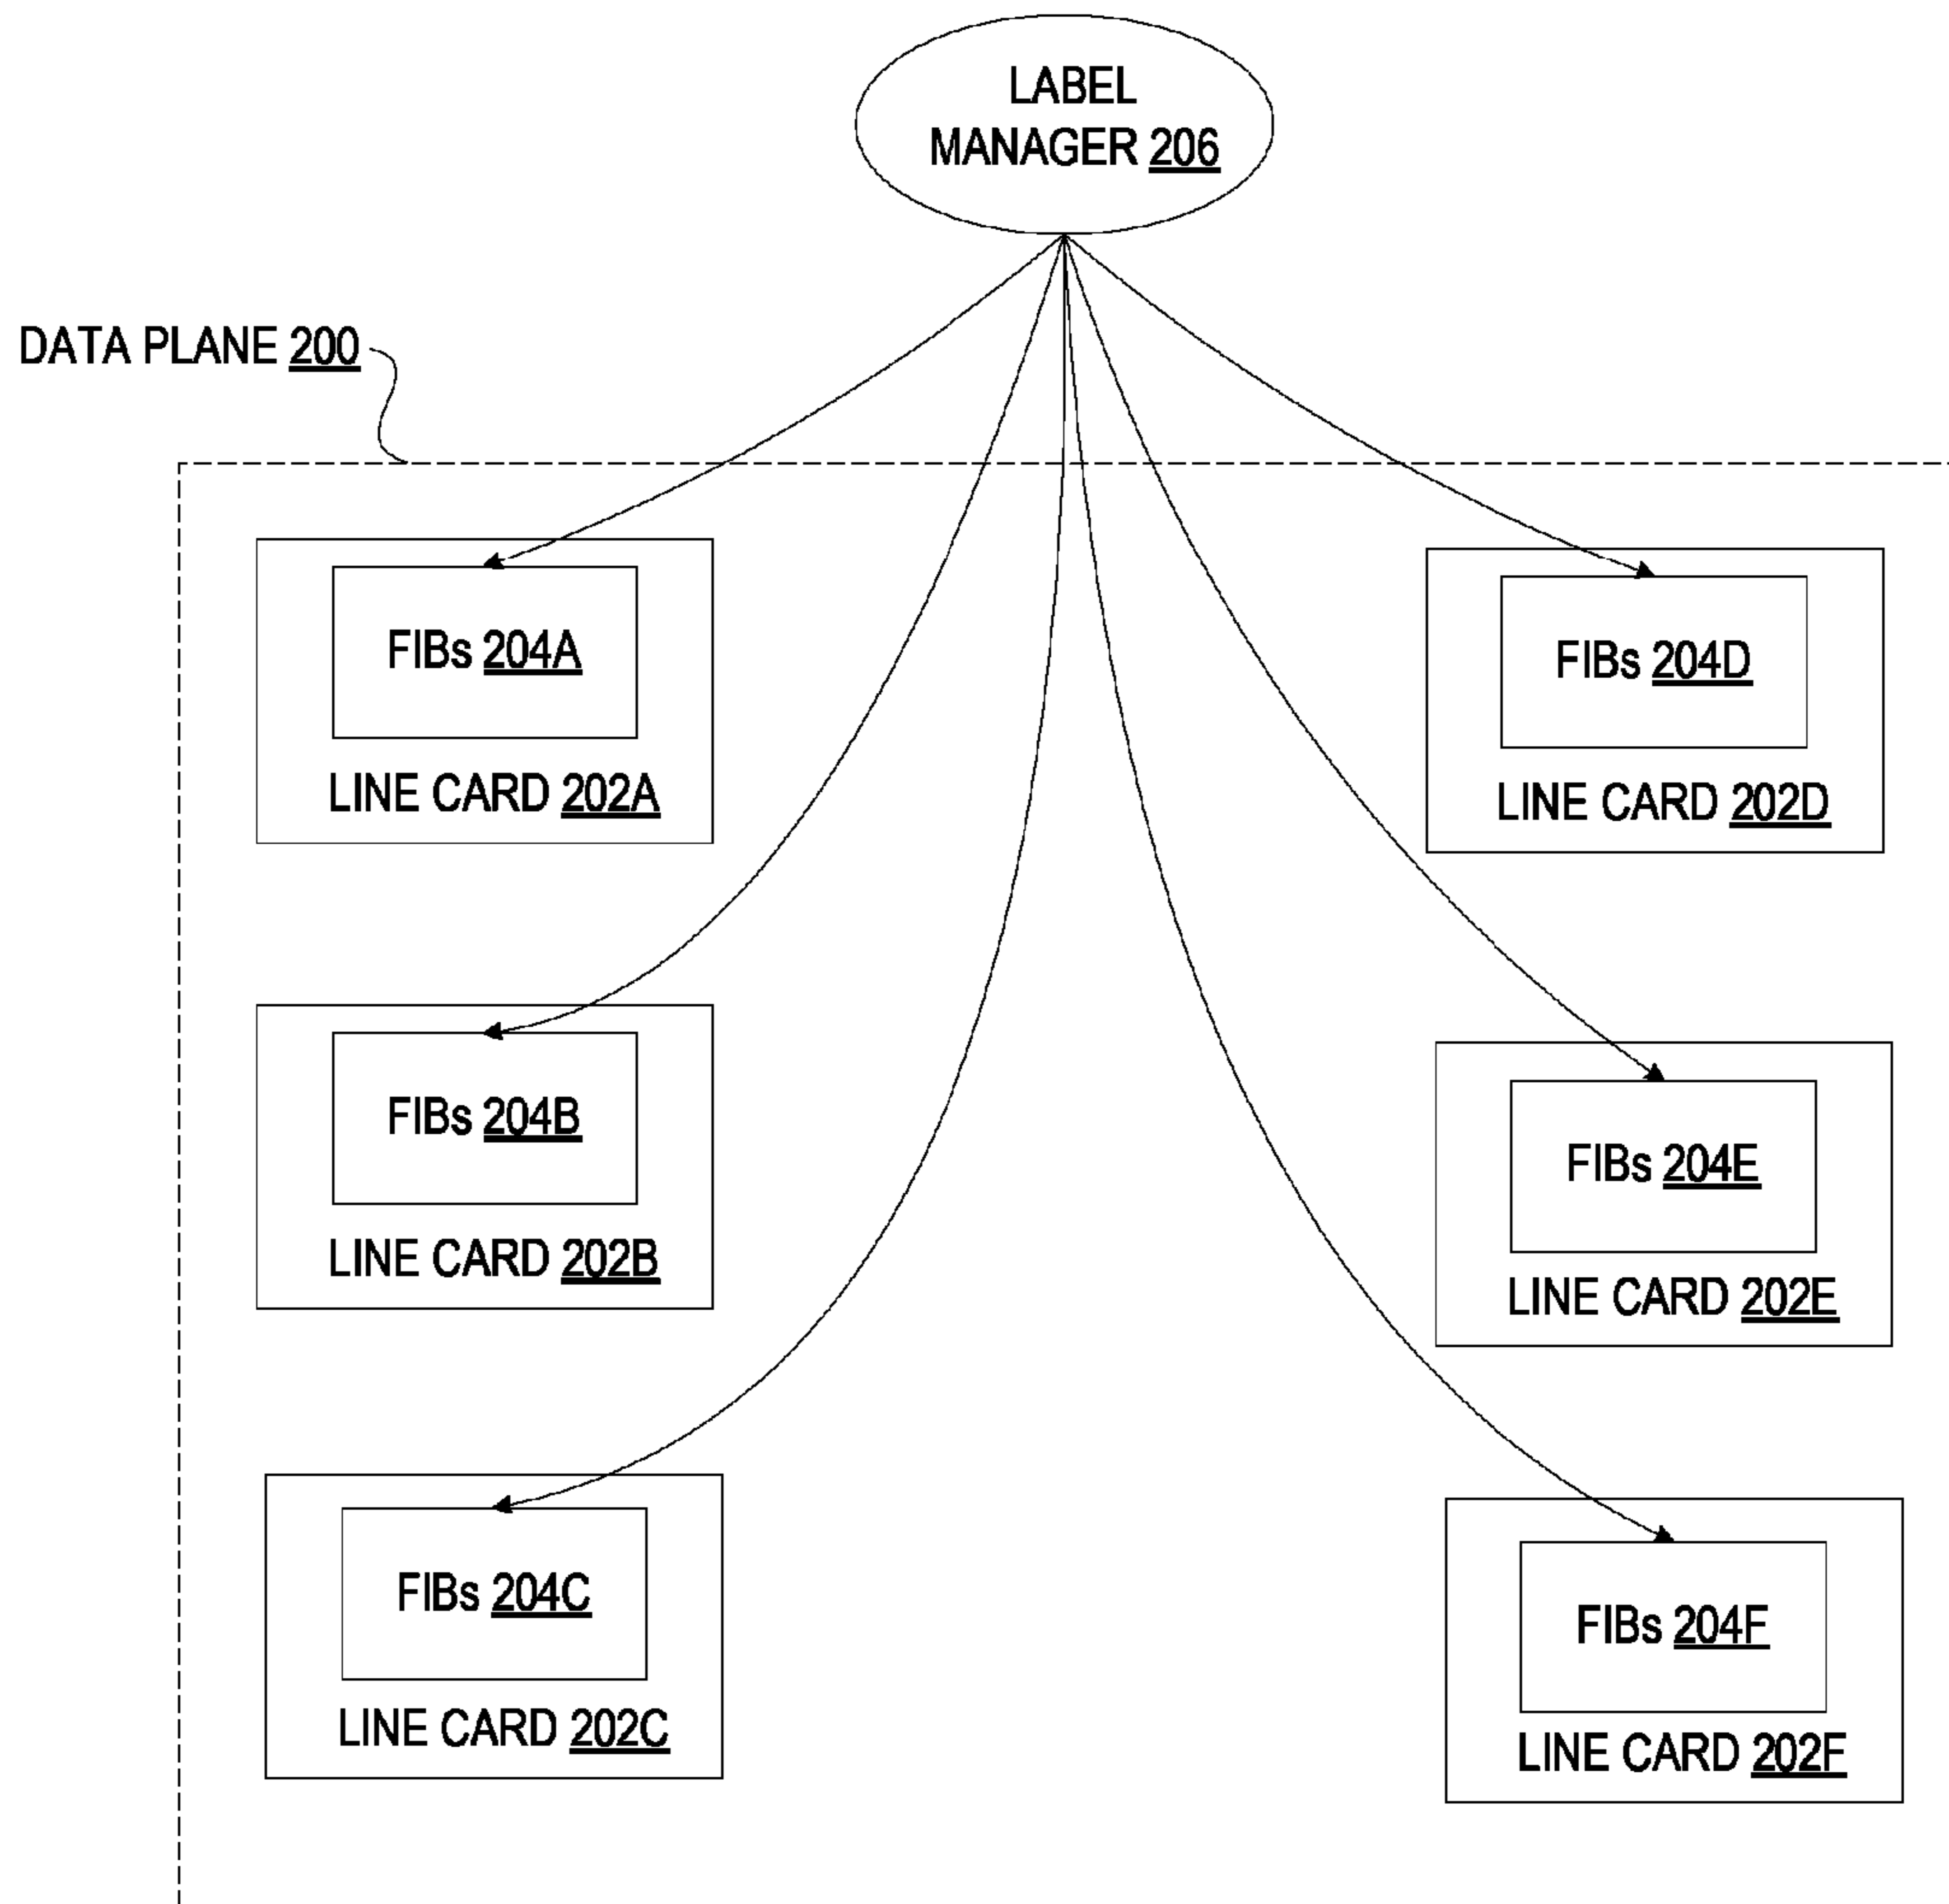 LABEL
MANAGER 206
DATA PLANE 200
FIBs 204A
LINE CARD 202A
FIBs 204D
LINE CARD 202D
FIBs 204B
LINE CARD 202B
FIBs 204E
LINE CARD 202E
FIBs 204C
LINE CARD 202C
FIBs 204F
LINE CARD 202F